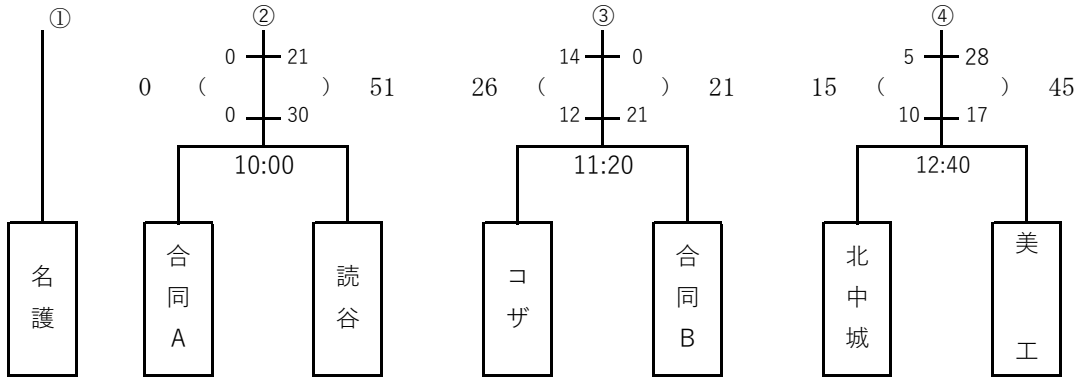 ① ② ③ ④
0 21 14 0 5 28
0 ( ) 51 26 ( ) 21 15 ( ) 45
0 30 12 21 10 17
10:00 11:20 12:40
名護
合同A
読谷
コザ
合同B
北中城
美工